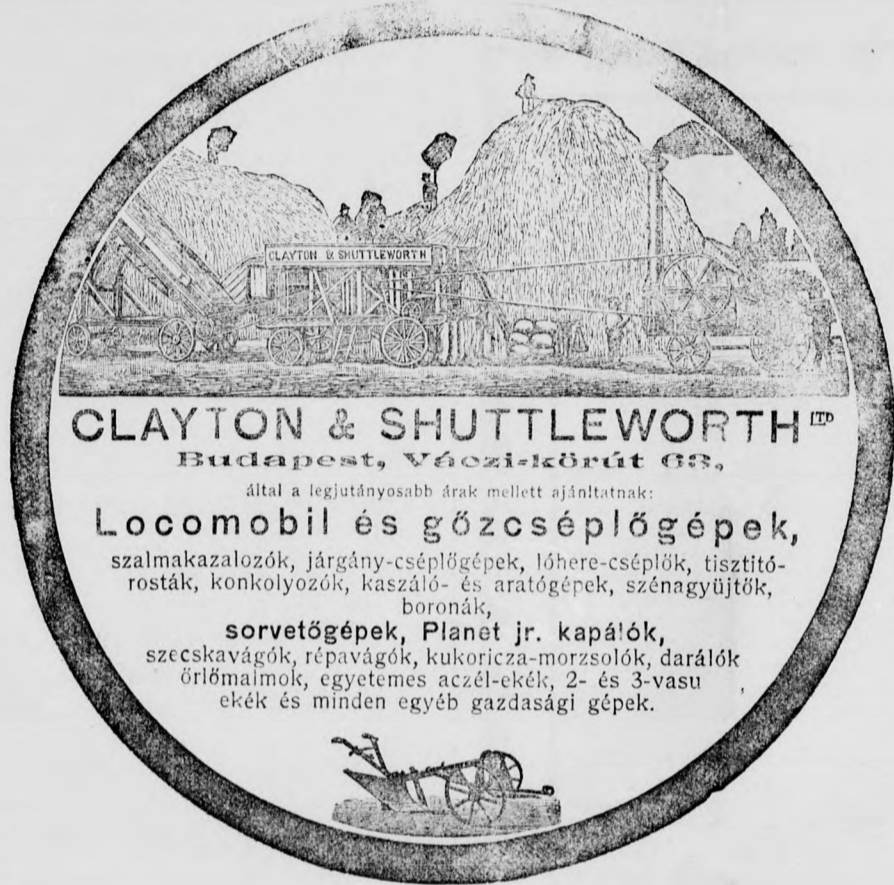 CLAYTON & SHUTTLEWORTH
CLAYTON & SHUTTLEWORTH LTD
Budapest, Váczi-körút 63,
által a legjutányosabb árak mellett ajánltatnak:
Locomobil és gőzcséplőgépek,
szalmakazalozók, járgány-cséplőgépek, lóhere-cséplők, tisztitó-
rosták, konkolyozók, kaszáló- és aratógépek, szénagyüjtők,
boronák,
sorvetőgépek, Planet jr. kapálók,
szecskavágók, répavágók, kukoricza-morzsolók, darálók
őrlőmalmok, egyetemes aczél-ekék, 2- és 3-vasu
ekék és minden egyéb gazdasági gépek.